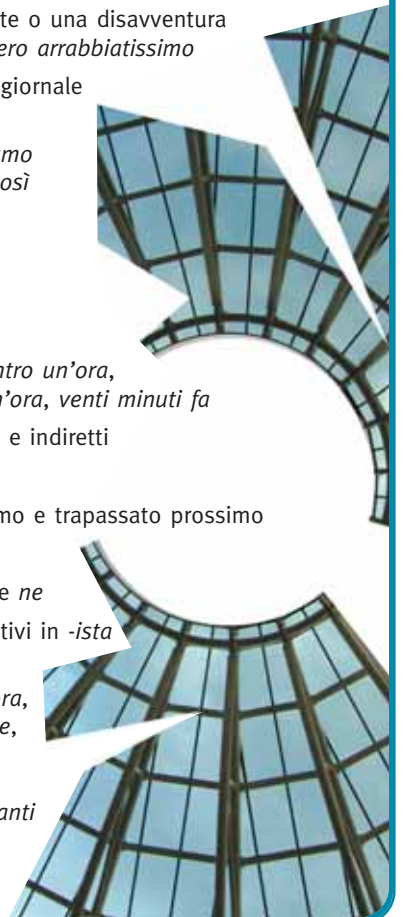 te o una disavventura
ero arrabbiatissimo
giornale
mo
osì
ntro un'ora,
n'ora, venti minuti fa
e indiretti
mo e trapassato prossimo
e ne
tivi in -ista
ora,
e,
anti